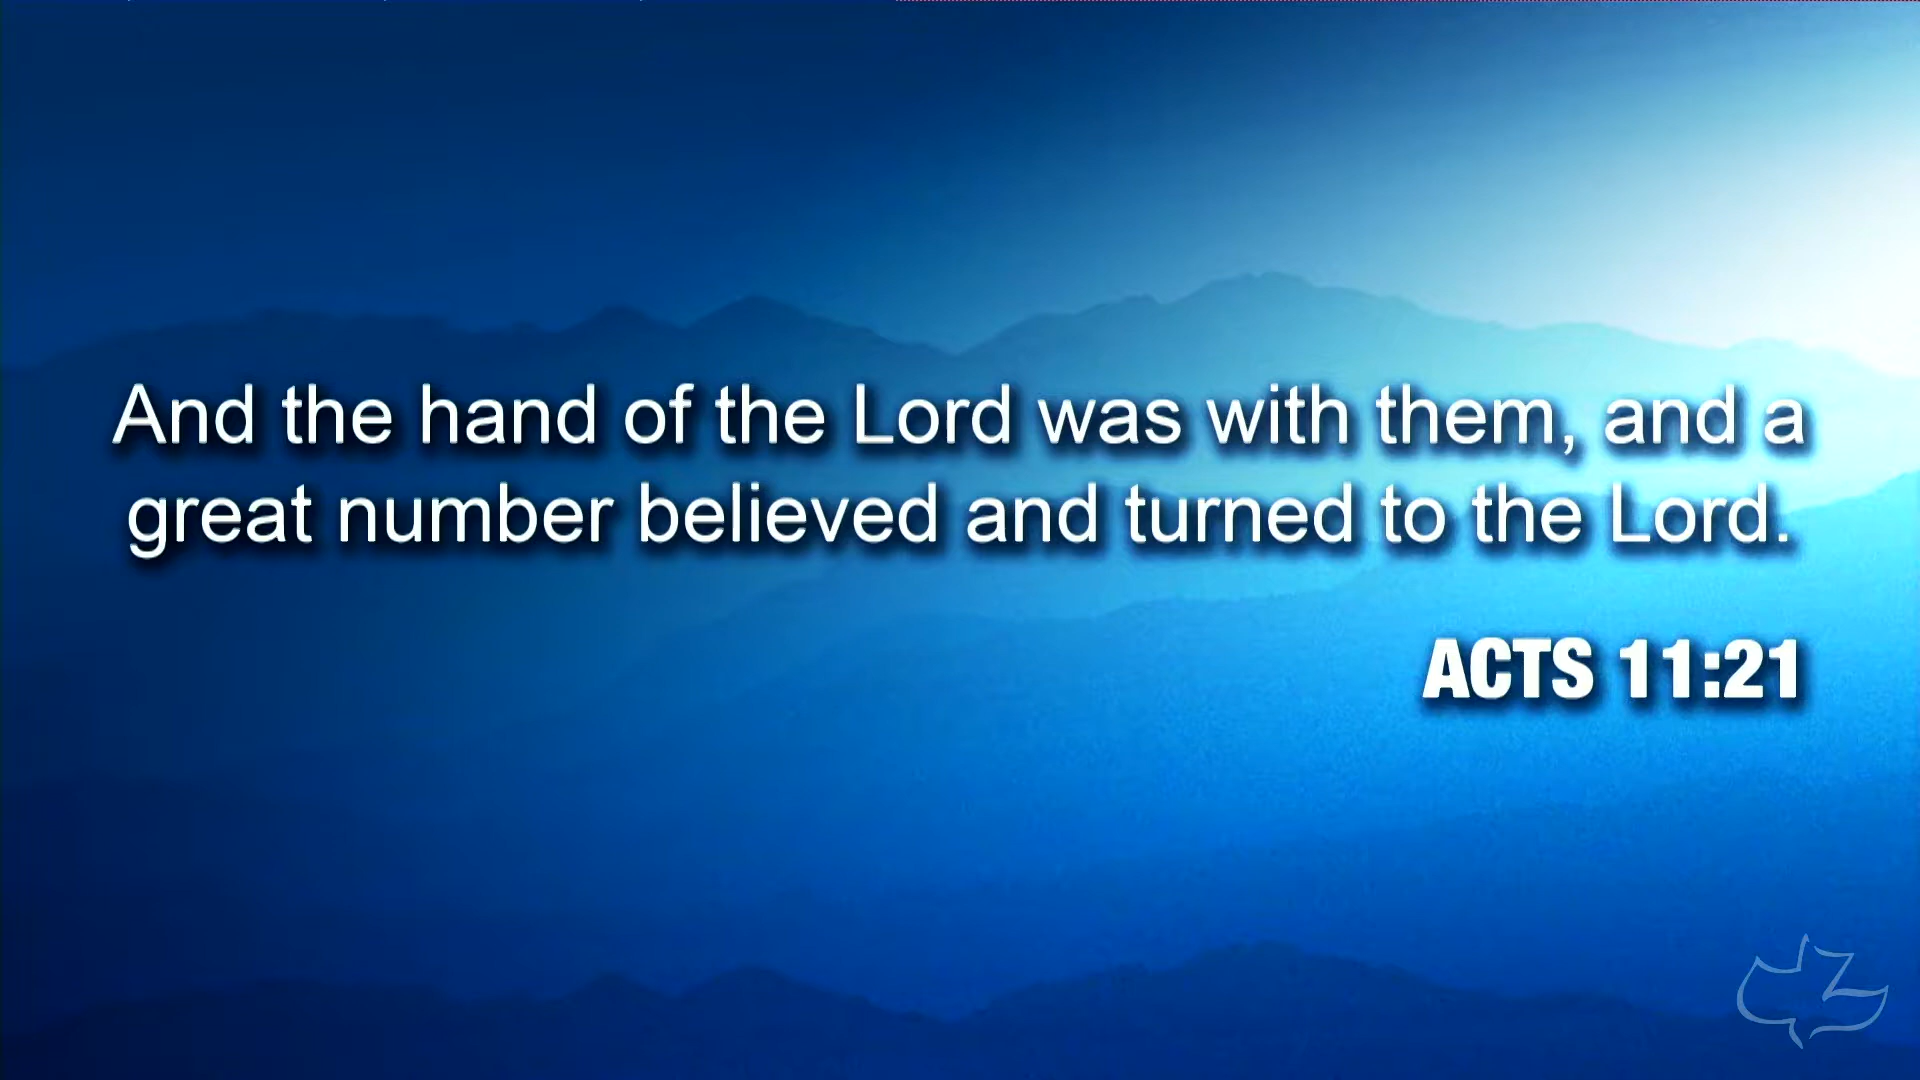 And the hand of the Lord was with them, and a
great number believed and turned to the Lord.
ACTS 11:21